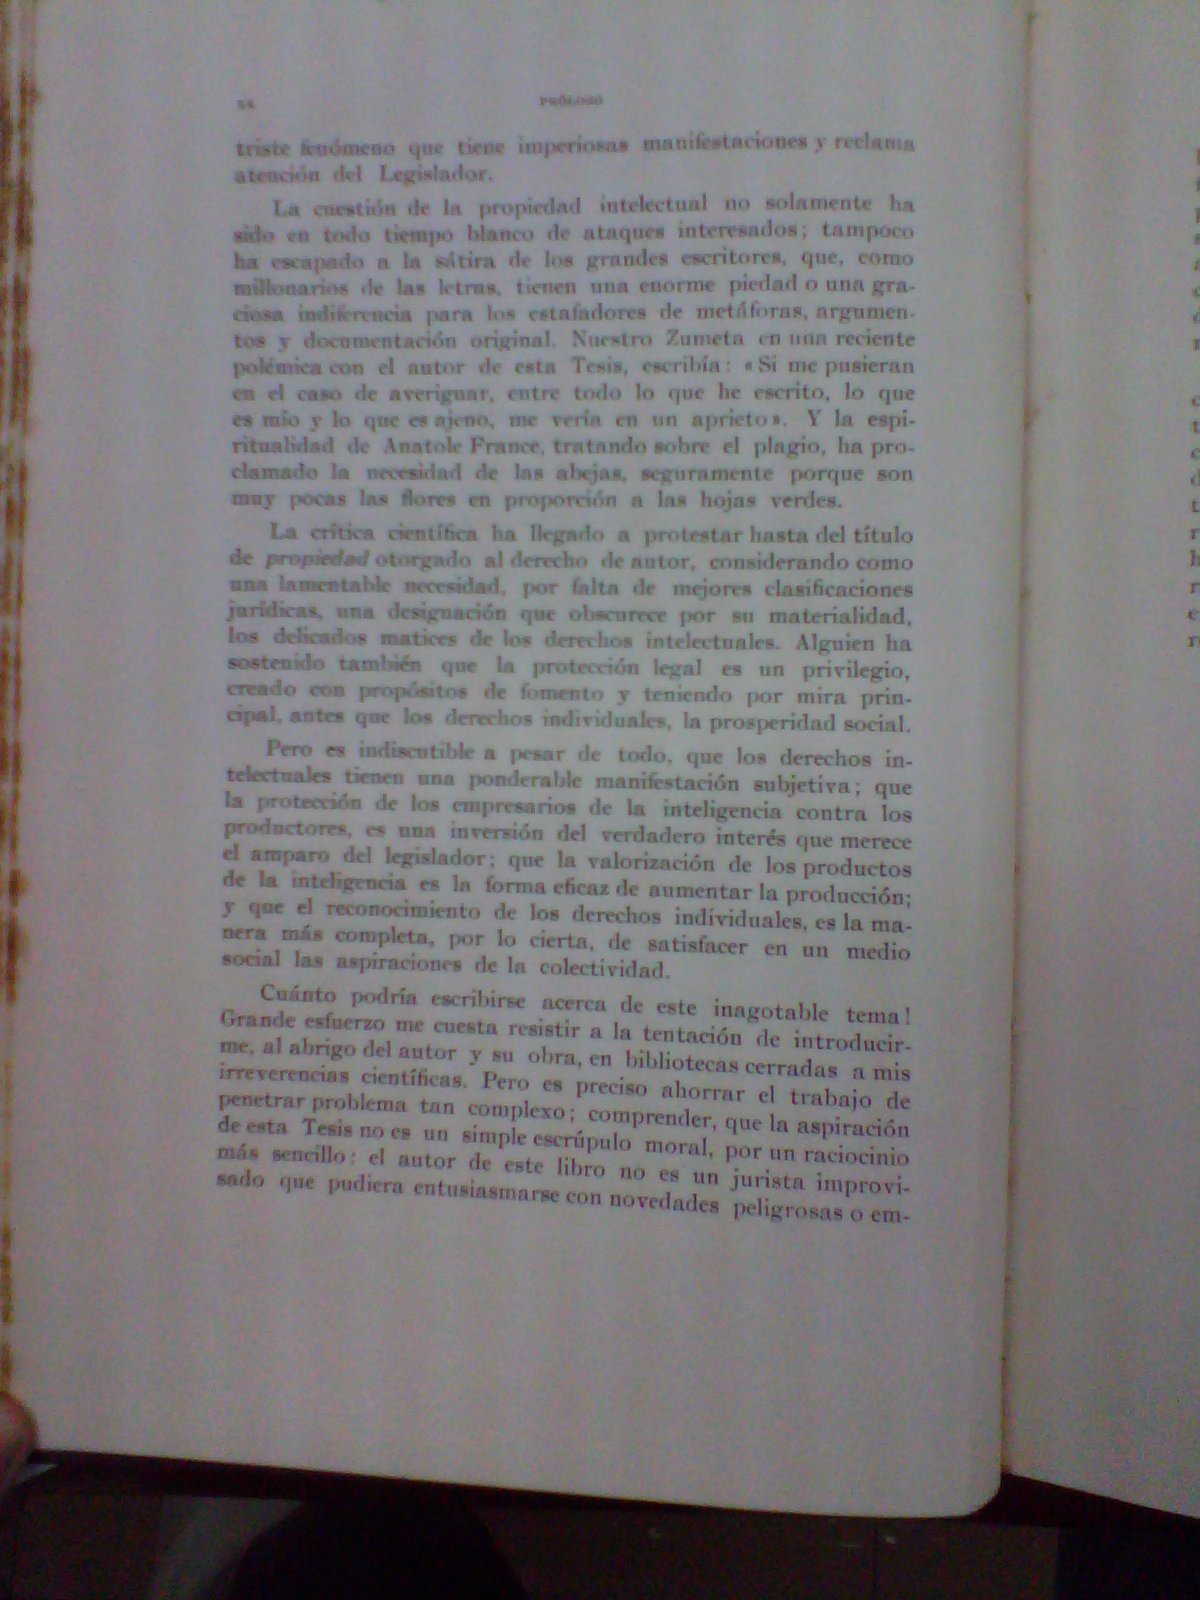 PRÓLOGO
triste fenómeno que tiene imperiosas manifestaciones y reclama
atención del Legislador.
La cuestión de la propiedad intelectual no solamente ha
sido en todo tiempo blanco de ataques interesados; tampoco
ha escapado a la sátira de los grandes escritores, que, como
millonarios de las letras, tienen una enorme piedad o una gra-
ciosa indiferencia para los estafadores de metáforas, argumen-
tos y documentación original. Nuestro Zumeta en una reciente
polémica con el autor de esta Tesis, escribía: «Si me pusieran
en el caso de averiguar, entre todo lo que he escrito, lo que
es mío y lo que es ajeno, me vería en un aprieto». Y la espi-
ritualidad de Anatole France, tratando sobre el plagio, ha pro-
clamado la necesidad de las abejas, seguramente porque son
muy pocas las flores en proporción a las hojas verdes.
La crítica científica ha llegado a protestar hasta del título
de propiedad otorgado al derecho de autor, considerando como
una lamentable necesidad, por falta de mejores clasificaciones
jurídicas, una designación que obscurece por su materialidad,
los delicados matices de los derechos intelectuales. Alguien ha
sostenido también que la protección legal es un privilegio,
creado con propósitos de fomento y teniendo por mira prin-
cipal, antes que los derechos individuales, la prosperidad social.
Pero es indiscutible a pesar de todo, que los derechos in-
telectuales tienen una ponderable manifestación subjetiva; que
la protección de los empresarios de la inteligencia contra los
productores, es una inversión del verdadero interés que merece
el amparo del legislador; que la valorización de los productos
de la inteligencia es la forma eficaz de aumentar la producción;
y que el reconocimiento de los derechos individuales, es la ma-
nera más completa, por lo cierta, de satisfacer en un medio
social las aspiraciones de la colectividad.
Cuánto podría escribirse acerca de este inagotable tema!
Grande esfuerzo me cuesta resistir a la tentación de introducir-
me, al abrigo del autor y su obra, en bibliotecas cerradas a mis
irreverencias científicas. Pero es preciso ahorrar el trabajo de
penetrar problema tan complexo; comprender, que la aspiración
de esta Tesis no es un simple escrúpulo moral, por un raciocinio
más sencillo: el autor de este libro no es un jurista improvi-
sado que pudiera entusiasmarse con novedades peligrosas o em-